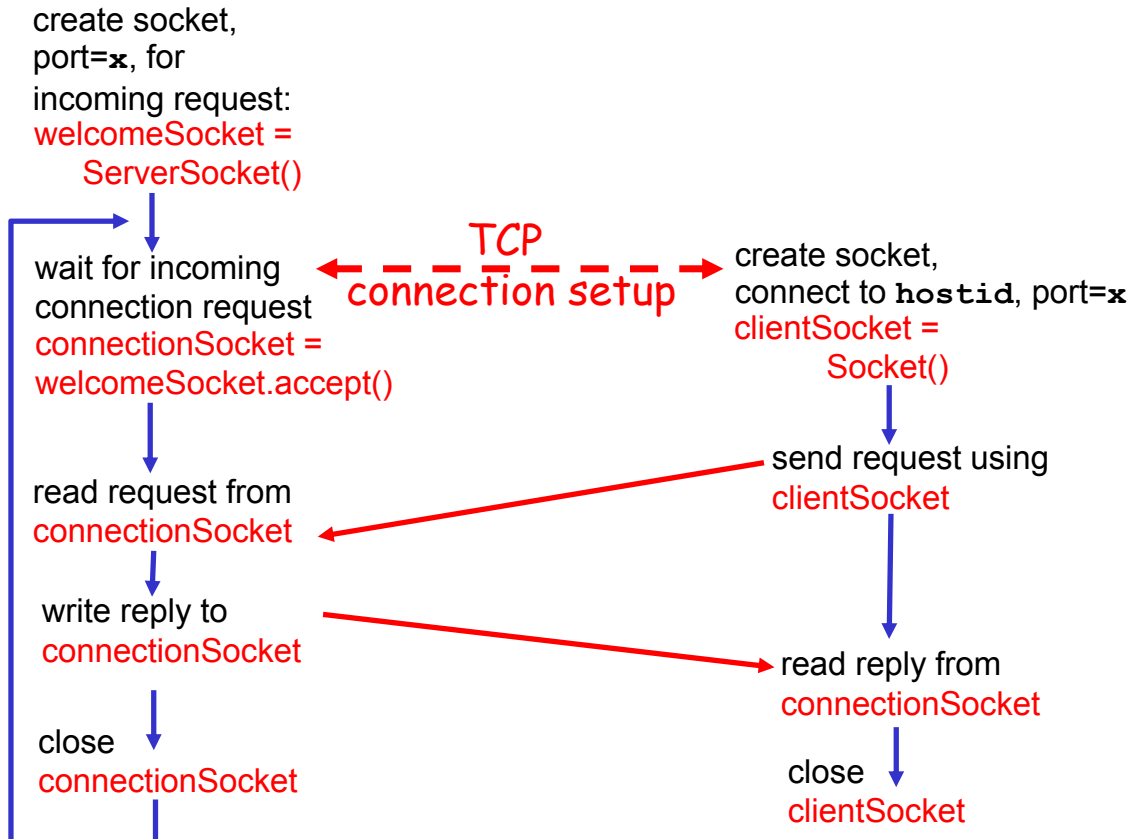 create socket,
port=x, for
incoming request:
welcomeSocket =
ServerSocket()
wait for incoming
connection request
connectionSocket =
welcomeSocket.accept()
read request from
connectionSocket
write reply to
connectionSocket
close
connectionSocket
TCP
connection setup
create socket,
connect to hostid, port=x
clientSocket =
Socket()
send request using
clientSocket
read reply from
connectionSocket
close
clientSocket